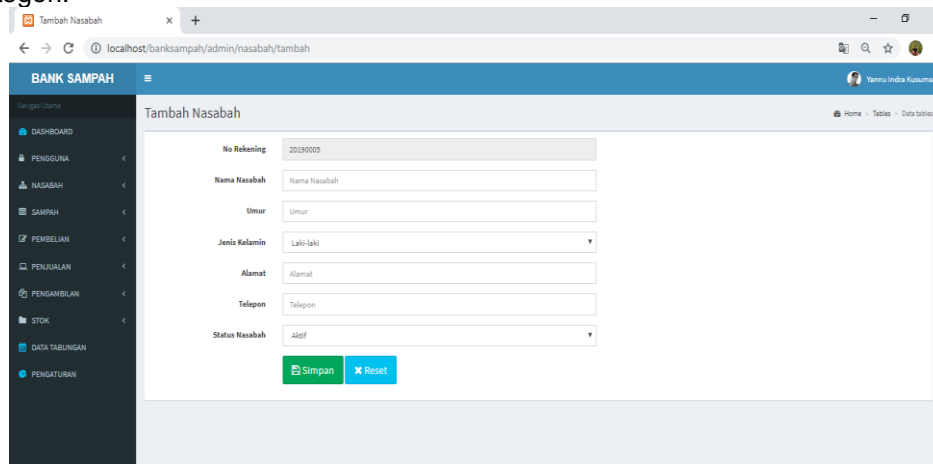 Tambah Nasabah
localhost/banksampah/admin/nasabah/tambah
BANK SAMPAH
Yannu Indra Kusuma
Navigasi Utama
Tambah Nasabah
Home > Tables > Data tables
DASHBOARD
PENGGUNA
NASABAH
SAMPAH
PEMBELIAN
PENJUALAN
PENGAMBILAN
STOK
DATA TABUNGAN
PENGATURAN
No Rekening 20190005
Nama Nasabah Nama Nasabah
Umur Umur
Jenis Kelamin Laki-laki
Alamat Alamat
Telepon Telepon
Status Nasabah Aktif
Simpan Reset